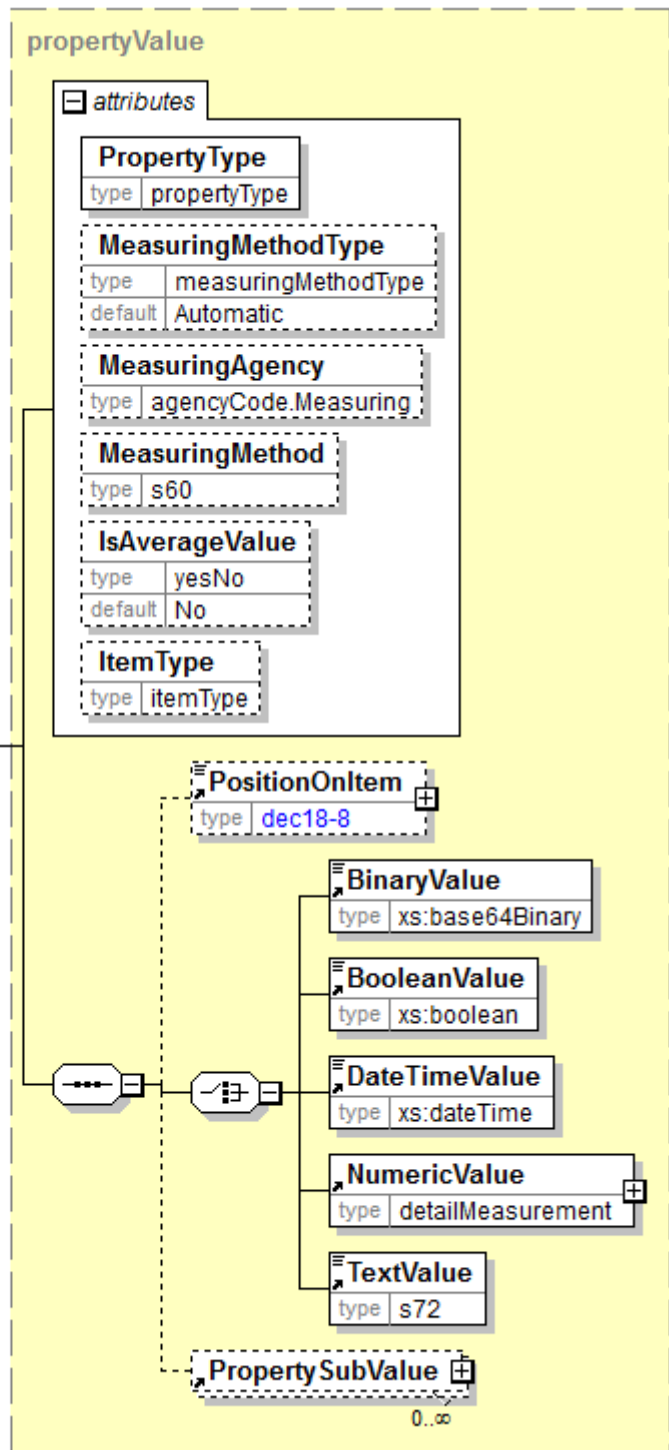 propertyValue
attributes
PropertyType
type propertyType
MeasuringMethodType
type measuringMethodType
default Automatic
MeasuringAgency
type agencyCode.Measuring
MeasuringMethod
type s60
IsAverageValue
type yesNo
default No
ItemType
type itemType
PositionOnItem
type dec18-8
BinaryValue
type xs:base64Binary
BooleanValue
type xs:boolean
DateTimeValue
type xs:dateTime
NumericValue
type detailMeasurement
TextValue
type s72
PropertySubValue
0..∞